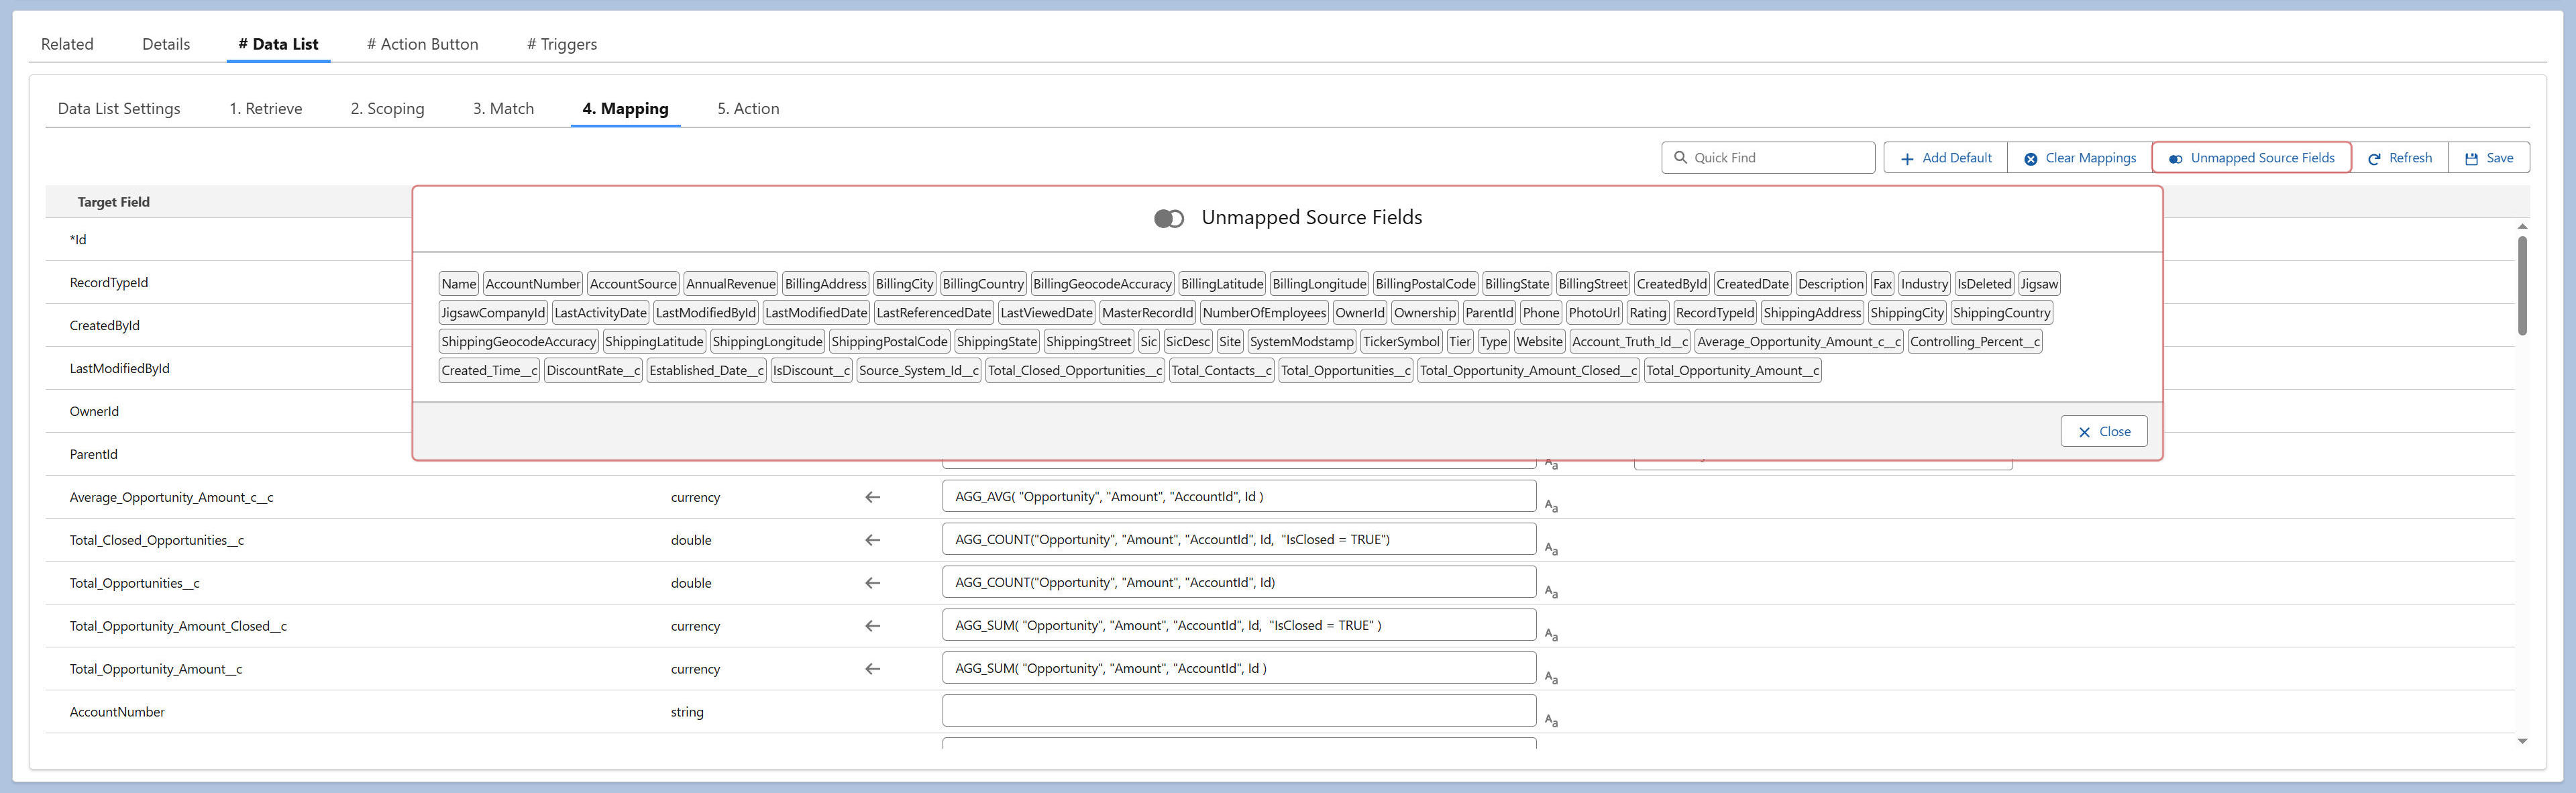 Related Details # Data List # Action Button # Triggers
Data List Settings 1. Retrieve 2. Scoping 3. Match 4. Mapping 5. Action
Quick Find Add Default Clear Mappings Unmapped Source Fields Refresh Save
Target Field
Unmapped Source Fields
*Id
RecordTypeId
CreatedById
LastModifiedById
OwnerId
ParentId
Name AccountNumber AccountSource AnnualRevenue BillingAddress BillingCity BillingCountry BillingGeocodeAccuracy BillingLatitude BillingLongitude BillingPostalCode BillingState BillingStreet CreatedById CreatedDate Description Fax Industry IsDeleted Jigsaw
JigsawCompanyId LastActivityDate LastModifiedById LastModifiedDate LastReferencedDate LastViewedDate MasterRecordId NumberOfEmployees OwnerId Ownership ParentId Phone PhotoUrl Rating RecordTypeId ShippingAddress ShippingCity ShippingCountry
ShippingGeocodeAccuracy ShippingLatitude ShippingLongitude ShippingPostalCode ShippingState ShippingStreet Sic SicDesc Site SystemModstamp TickerSymbol Tier Type Website Account_Truth_Id__c Average_Opportunity_Amount_c__c Controlling_Percent__c
Created_Time__c DiscountRate__c Established_Date__c IsDiscount__c Source_System_Id__c Total_Closed_Opportunities__c Total_Contacts__c Total_Opportunities__c Total_Opportunity_Amount_Closed__c Total_Opportunity_Amount__c
Close
Aa
Average_Opportunity_Amount_c__c currency AGG_AVG( "Opportunity", "Amount", "AccountId", Id ) Aa
Total_Closed_Opportunities__c double AGG_COUNT("Opportunity", "Amount", "AccountId", Id, "IsClosed = TRUE") Aa
Total_Opportunities__c double AGG_COUNT("Opportunity", "Amount", "AccountId", Id) Aa
Total_Opportunity_Amount_Closed__c currency AGG_SUM( "Opportunity", "Amount", "AccountId", Id, "IsClosed = TRUE" ) Aa
Total_Opportunity_Amount__c currency AGG_SUM( "Opportunity", "Amount", "AccountId", Id ) Aa
AccountNumber string Aa